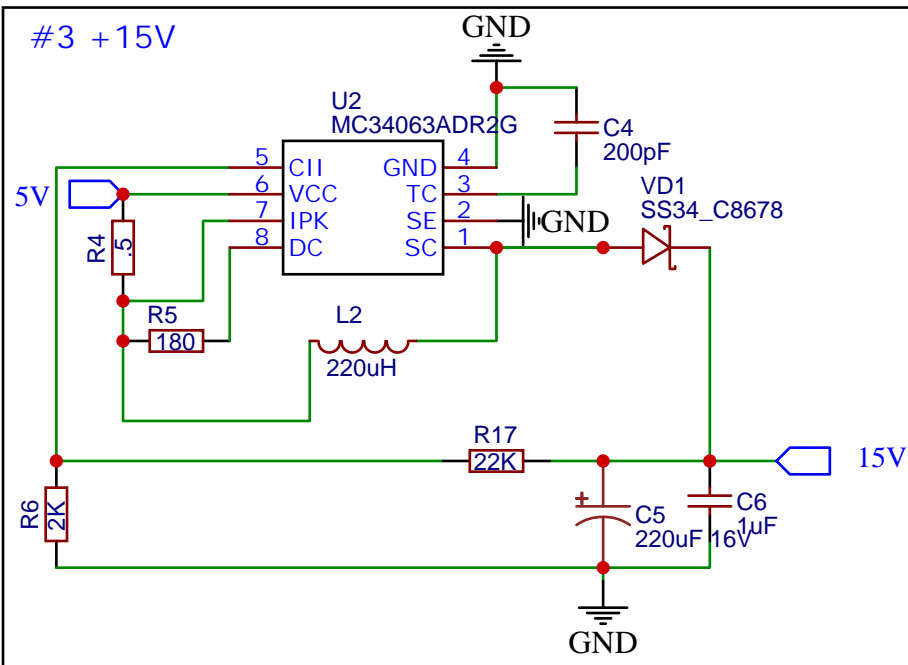 #3 +15V
GND
U2
MC34063ADR2G
C4
200pF
5 CII GND 4
6 VCC TC 3
7 IPK SE 2
8 DC SC 1
5V
R4
.5
GND
VD1
SS34_C8678
R5
180
L2
220uH
R17
22K
15V
R6
2K
C5
220uF 16V
C6
1uF
GND